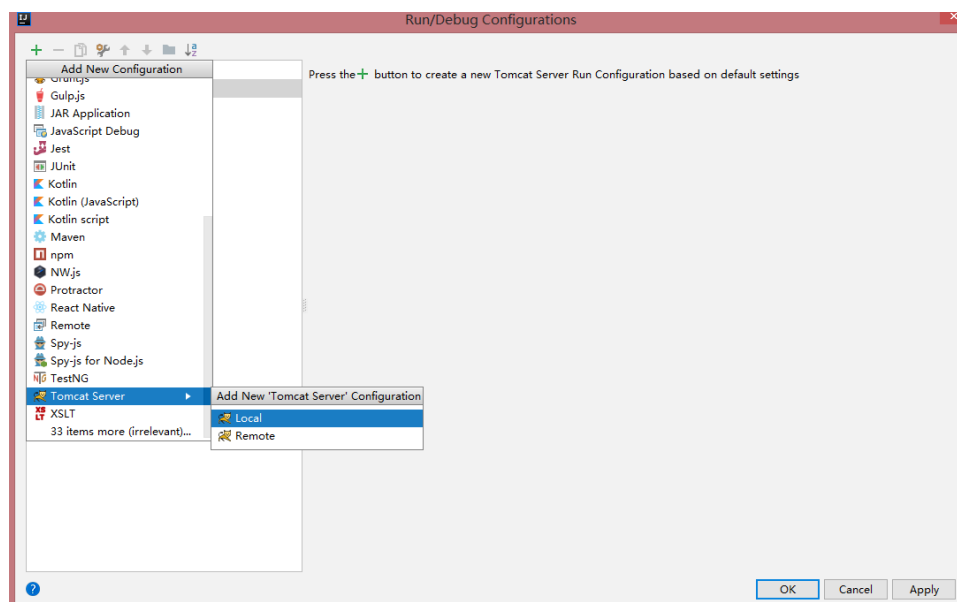 Run/Debug Configurations
Add New Configuration
Press the + button to create a new Tomcat Server Run Configuration based on default settings
Gulp.js
JAR Application
JavaScript Debug
Jest
JUnit
Kotlin
Kotlin (JavaScript)
Kotlin script
Maven
npm
NW.js
Protractor
React Native
Remote
Spy-js
Spy-js for Node.js
TestNG
Tomcat Server
Add New 'Tomcat Server' Configuration
XSLT
Local
33 items more (irrelevant)...
Remote
OK
Cancel
Apply